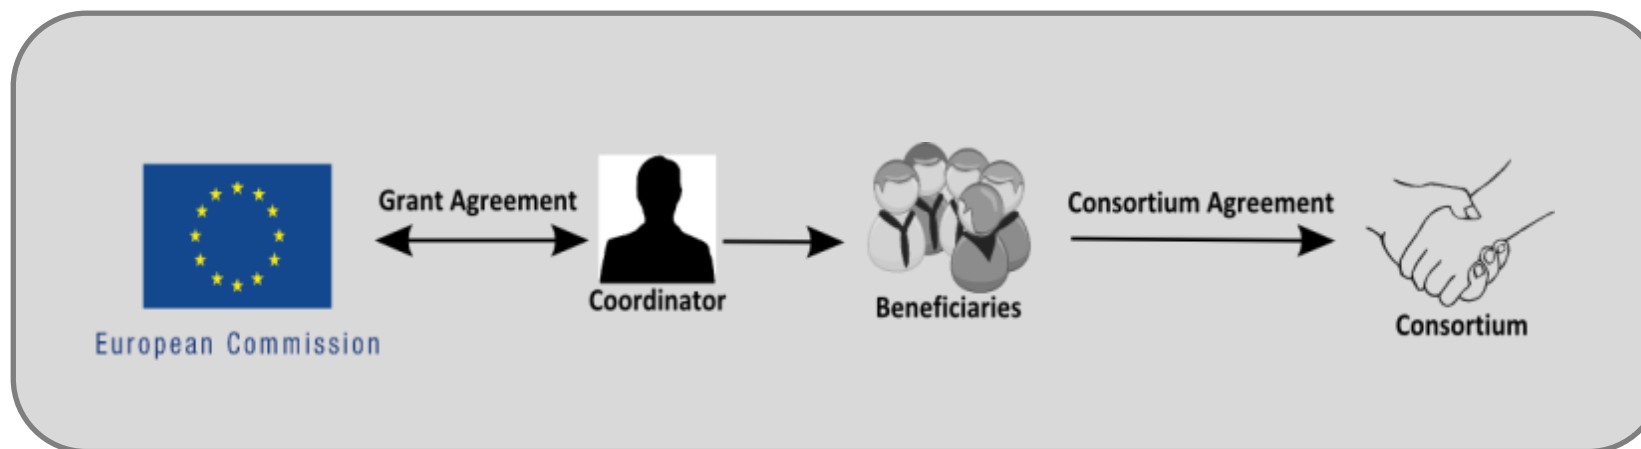 Grant Agreement
Consortium Agreement
Coordinator
Beneficiaries
Consortium
European Commission